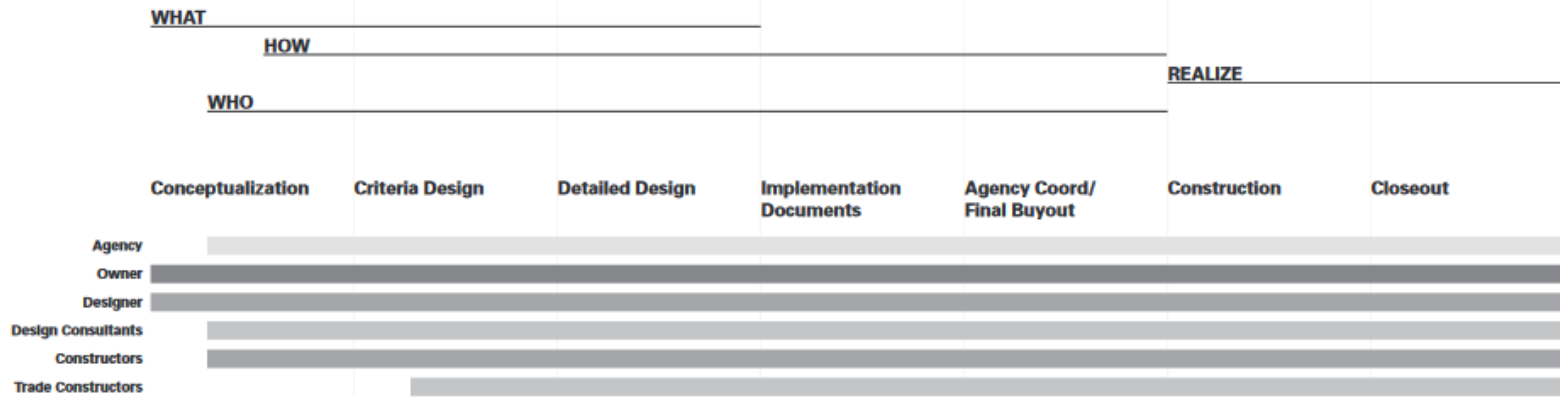 WHAT
HOW
REALIZE
WHO
Conceptualization
Criteria Design
Detailed Design
Implementation
Documents
Agency Coord/
Final Buyout
Construction
Closeout
Agency
Owner
Designer
Design Consultants
Constructors
Trade Constructors